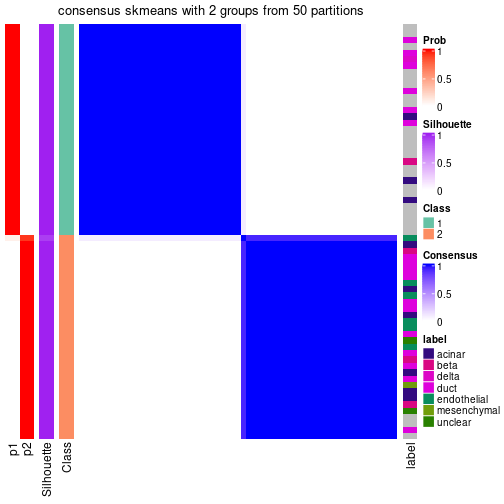 consensus skmeans with 2 groups from 50 partitions
Prob
1
0.5
0
Silhouette
1
0.5
0
Class
1
2
Consensus
1
0.5
0
label
acinar
beta
delta
duct
endothelial
mesenchymal
unclear
p1
p2
Silhouette
Class
label